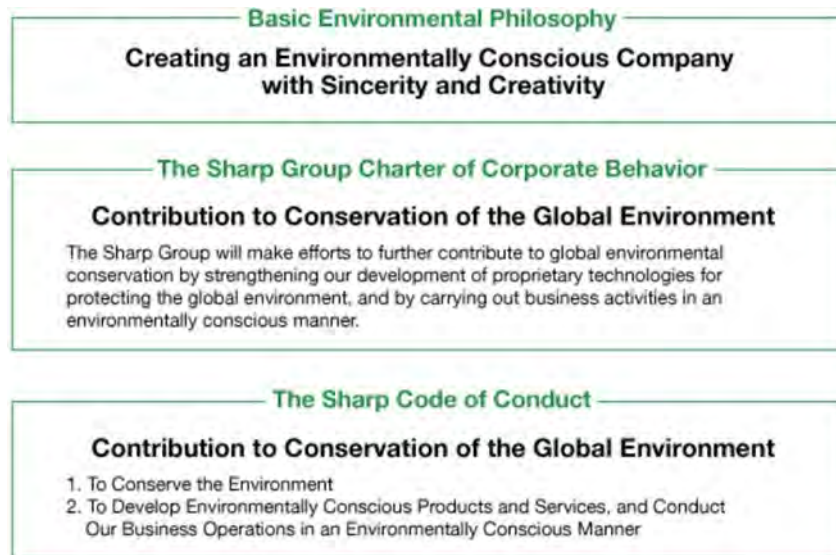 Basic Environmental Philosophy
Creating an Environmentally Conscious Company
with Sincerity and Creativity
The Sharp Group Charter of Corporate Behavior
Contribution to Conservation of the Global Environment
The Sharp Group will make efforts to further contribute to global environmental
conservation by strengthening our development of proprietary technologies for
protecting the global environment, and by carrying out business activities in an
environmentally conscious manner.
The Sharp Code of Conduct
Contribution to Conservation of the Global Environment
1. To Conserve the Environment
2. To Develop Environmentally Conscious Products and Services, and Conduct
Our Business Operations in an Environmentally Conscious Manner